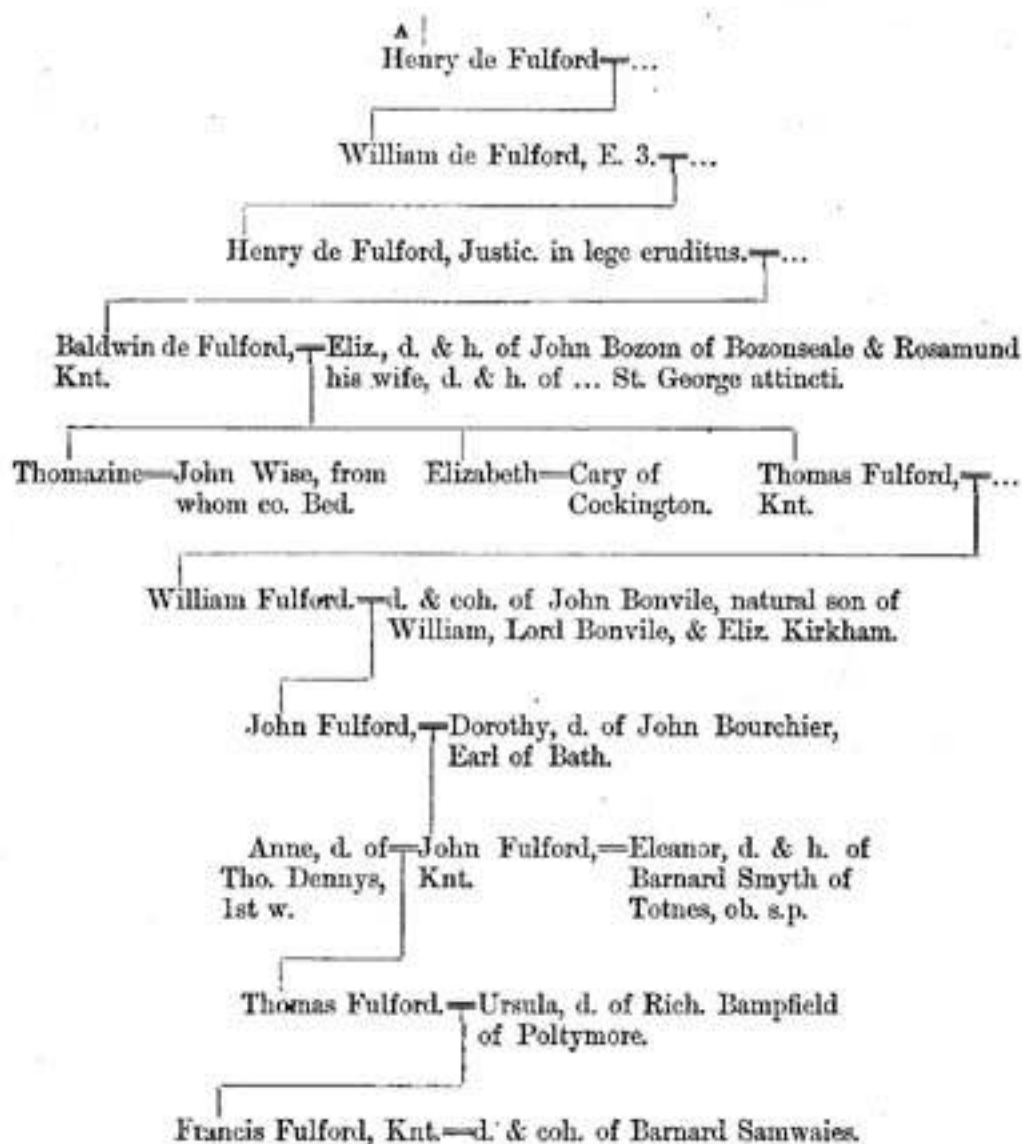 A
Henry de Fulford=...
William de Fulford, E. 3.=...
Henry de Fulford, Justic. in lege eruditus.=...
Baldwin de Fulford,=Eliz., d. & h. of John Bozom of Bozonseale & Rosamund
Knt. his wife, d. & h. of ... St. George attincti.
Thomazine=John Wise, from Elizabeth=Cary of Thomas Fulford,=...
whom co. Bed. Cockington. Knt.
William Fulford.=d. & coh. of John Bonvile, natural son of
William, Lord Bonvile, & Eliz. Kirkham.
John Fulford,=Dorothy, d. of John Bourchier,
Earl of Bath.
Anne, d. of=John Fulford,=Eleanor, d. & h. of
Tho. Dennys, Knt. Barnard Smyth of
1st w. Totnes, ob. s.p.
Thomas Fulford.=Ursula, d. of Rich. Bampfield
of Poltymore.
Francis Fulford, Knt.=d. & coh. of Barnard Samwaies.